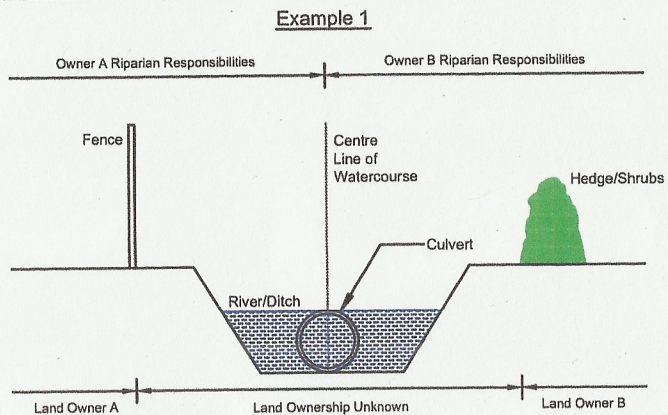 Example 1
Owner A Riparian Responsibilities
Owner B Riparian Responsibilities
Fence
Centre
Line of
Watercourse
Hedge/Shrubs
Culvert
River/Ditch
Land Owner A
Land Ownership Unknown
Land Owner B